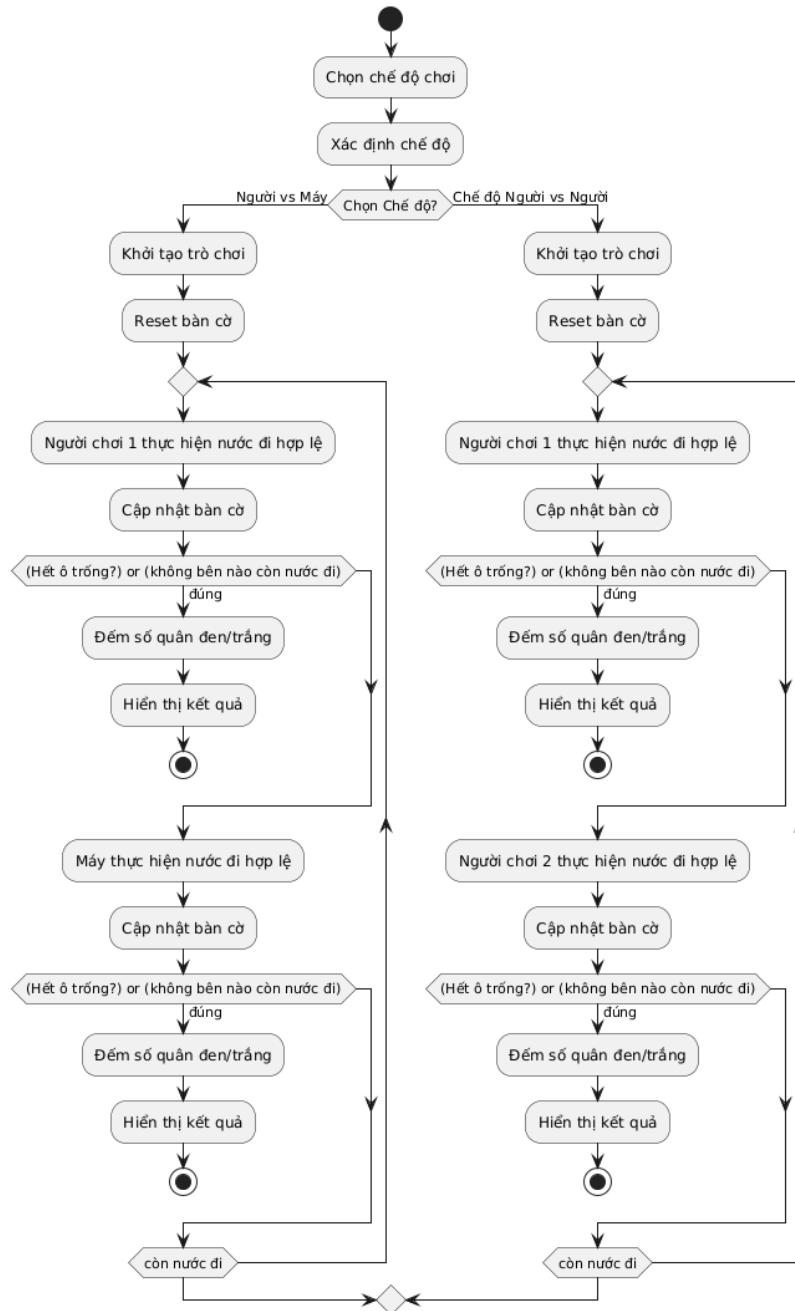 Chọn chế độ chơi
Xác định chế độ
Người vs Máy
Chọn Chế độ?
Chế độ Người vs Người
Khởi tạo trò chơi
Reset bàn cờ
Người chơi 1 thực hiện nước đi hợp lệ
Cập nhật bàn cờ
(Hết ô trống?) or (không bên nào còn nước đi)
đúng
Đếm số quân đen/trắng
Hiển thị kết quả
Máy thực hiện nước đi hợp lệ
Cập nhật bàn cờ
(Hết ô trống?) or (không bên nào còn nước đi)
đúng
Đếm số quân đen/trắng
Hiển thị kết quả
còn nước đi
Khởi tạo trò chơi
Reset bàn cờ
Người chơi 1 thực hiện nước đi hợp lệ
Cập nhật bàn cờ
(Hết ô trống?) or (không bên nào còn nước đi)
đúng
Đếm số quân đen/trắng
Hiển thị kết quả
Người chơi 2 thực hiện nước đi hợp lệ
Cập nhật bàn cờ
(Hết ô trống?) or (không bên nào còn nước đi)
đúng
Đếm số quân đen/trắng
Hiển thị kết quả
còn nước đi